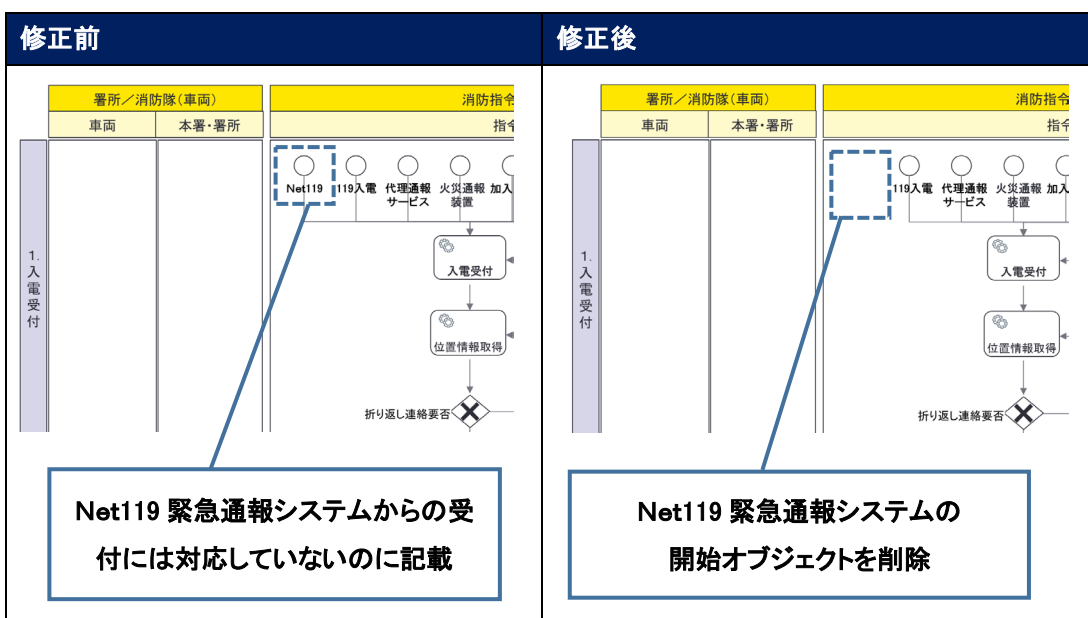 修正前
署所／消防隊（車両）
消防指令
車両
本署・署所
指令
Net119
119入電
代理通報
サービス
火災通報
装置
加入
1.
入
電
受
付
入電受付
位置情報取得
折り返し連絡要否
Net119 緊急通報システムからの受
付には対応していないのに記載
修正後
署所／消防隊（車両）
消防指令
車両
本署・署所
指令
119入電
代理通報
サービス
火災通報
装置
加入
1.
入
電
受
付
入電受付
位置情報取得
折り返し連絡要否
Net119 緊急通報システムの
開始オブジェクトを削除